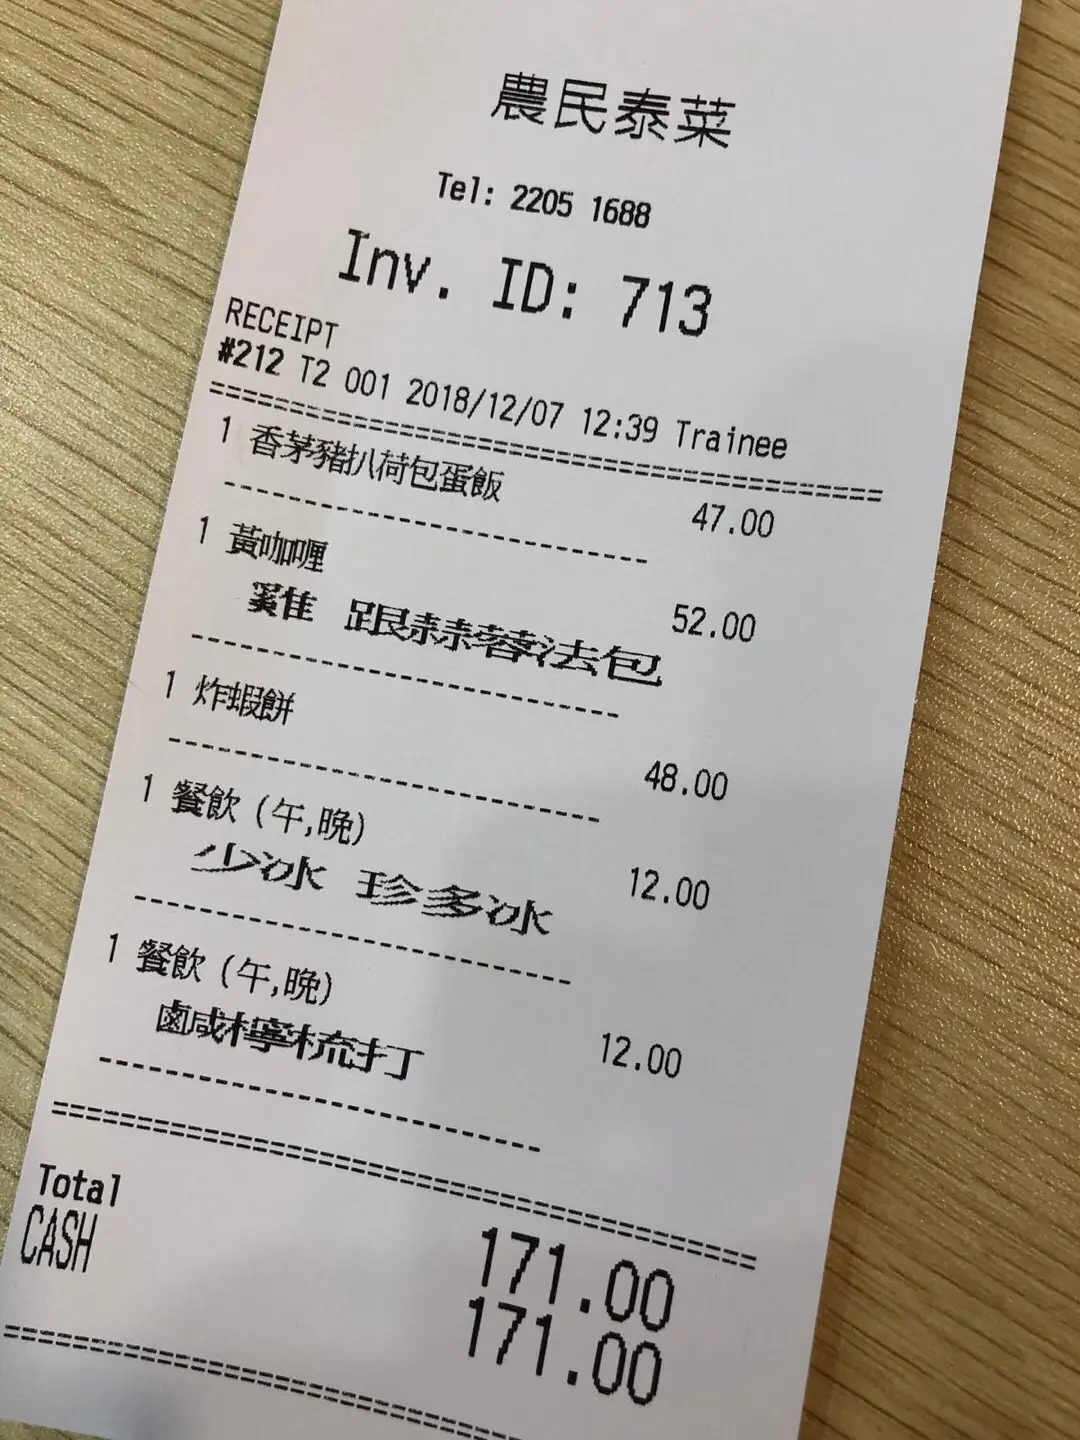 農民泰菜
Tel: 2205 1688
Inv. ID: 713
RECEIPT
#212 T2 001 2018/12/07 12:39 Trainee
1 香茅豬扒荷包蛋飯 47.00
1 黃咖喱 52.00
雞 跟蒜蓉法包
1 炸蝦餅 48.00
1 餐飲 (午,晚) 12.00
少冰 珍多冰
1 餐飲 (午,晚) 12.00
鹹檸梳打
Total 171.00
CASH 171.00